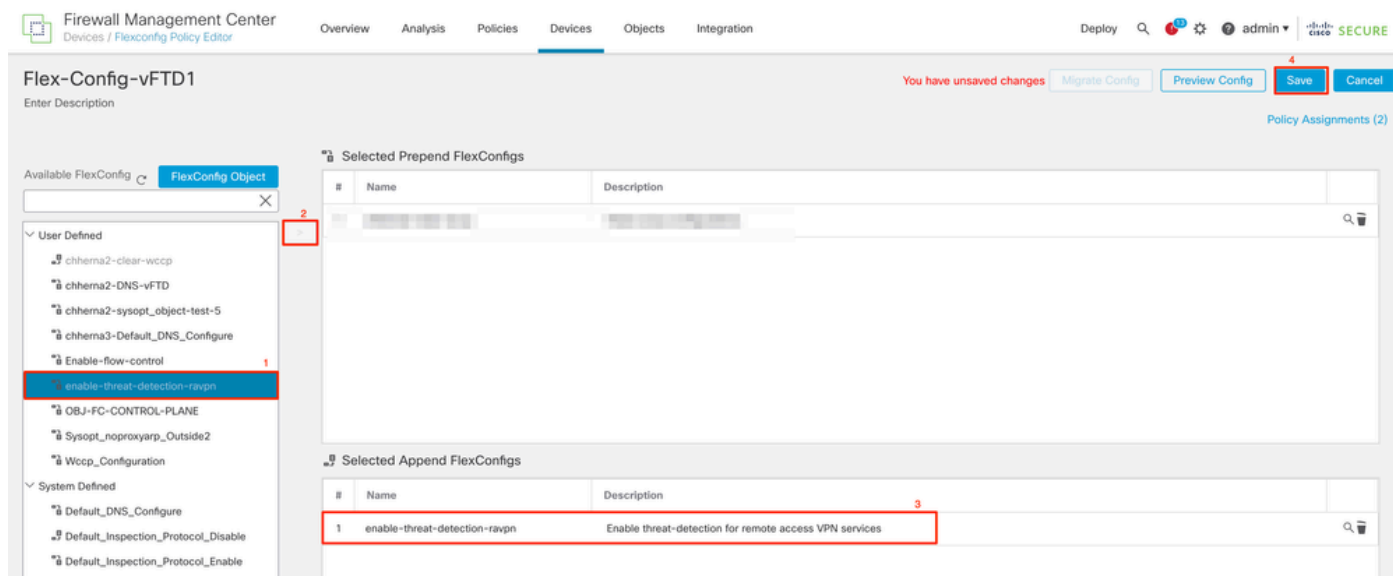 Firewall Management Center
Devices / Flexconfig Policy Editor
Overview Analysis Policies Devices Objects Integration
Deploy 13 admin cisco SECURE
Flex-Config-vFTD1
Enter Description
You have unsaved changes Migrate Config Preview Config 4 Save Cancel
Policy Assignments (2)
Available FlexConfig FlexConfig Object
User Defined
chherna2-clear-wccp
chherna2-DNS-vFTD
chherna2-sysopt_object-test-5
chherna3-Default_DNS_Configure
Enable-flow-control
1
enable-threat-detection-ravpn
OBJ-FC-CONTROL-PLANE
Sysopt_noproxyarp_Outside2
Wccp_Configuration
System Defined
Default_DNS_Configure
Default_Inspection_Protocol_Disable
Default_Inspection_Protocol_Enable
2
>
Selected Prepend FlexConfigs
# Name Description
Selected Append FlexConfigs
# Name Description
3
1 enable-threat-detection-ravpn Enable threat-detection for remote access VPN services